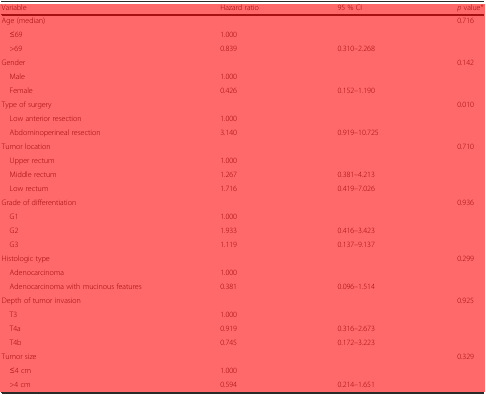 Variable Hazard ratio 95 % CI p value*
Age (median) 0.716
≤69 1.000
>69 0.839 0.310–2.268
Gender 0.142
Male 1.000
Female 0.426 0.152–1.190
Type of surgery 0.010
Low anterior resection 1.000
Abdominoperineal resection 3.140 0.919–10.725
Tumor location 0.710
Upper rectum 1.000
Middle rectum 1.267 0.381–4.213
Low rectum 1.716 0.419–7.026
Grade of differentiation 0.936
G1 1.000
G2 1.933 0.416–3.423
G3 1.119 0.137–9.137
Histologic type 0.299
Adenocarcinoma 1.000
Adenocarcinoma with mucinous features 0.381 0.096–1.514
Depth of tumor invasion 0.925
T3 1.000
T4a 0.919 0.316–2.673
T4b 0.745 0.172–3.223
Tumor size 0.329
≤4 cm 1.000
>4 cm 0.594 0.214–1.651